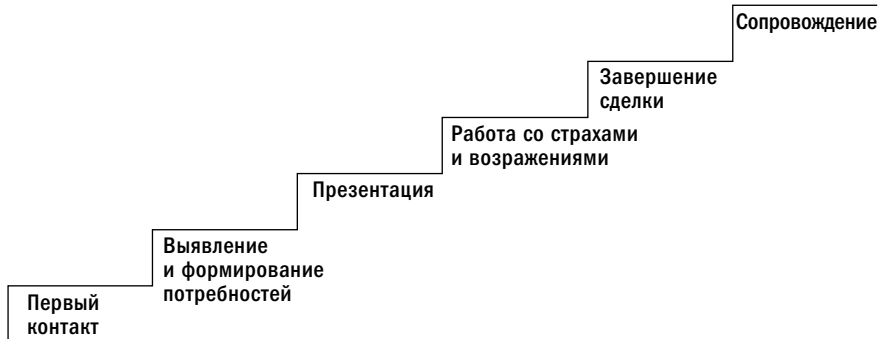 Сопровождение
Завершение
сделки
Работа со страхами
и возражениями
Презентация
Выявление
и формирование
потребностей
Первый
контакт